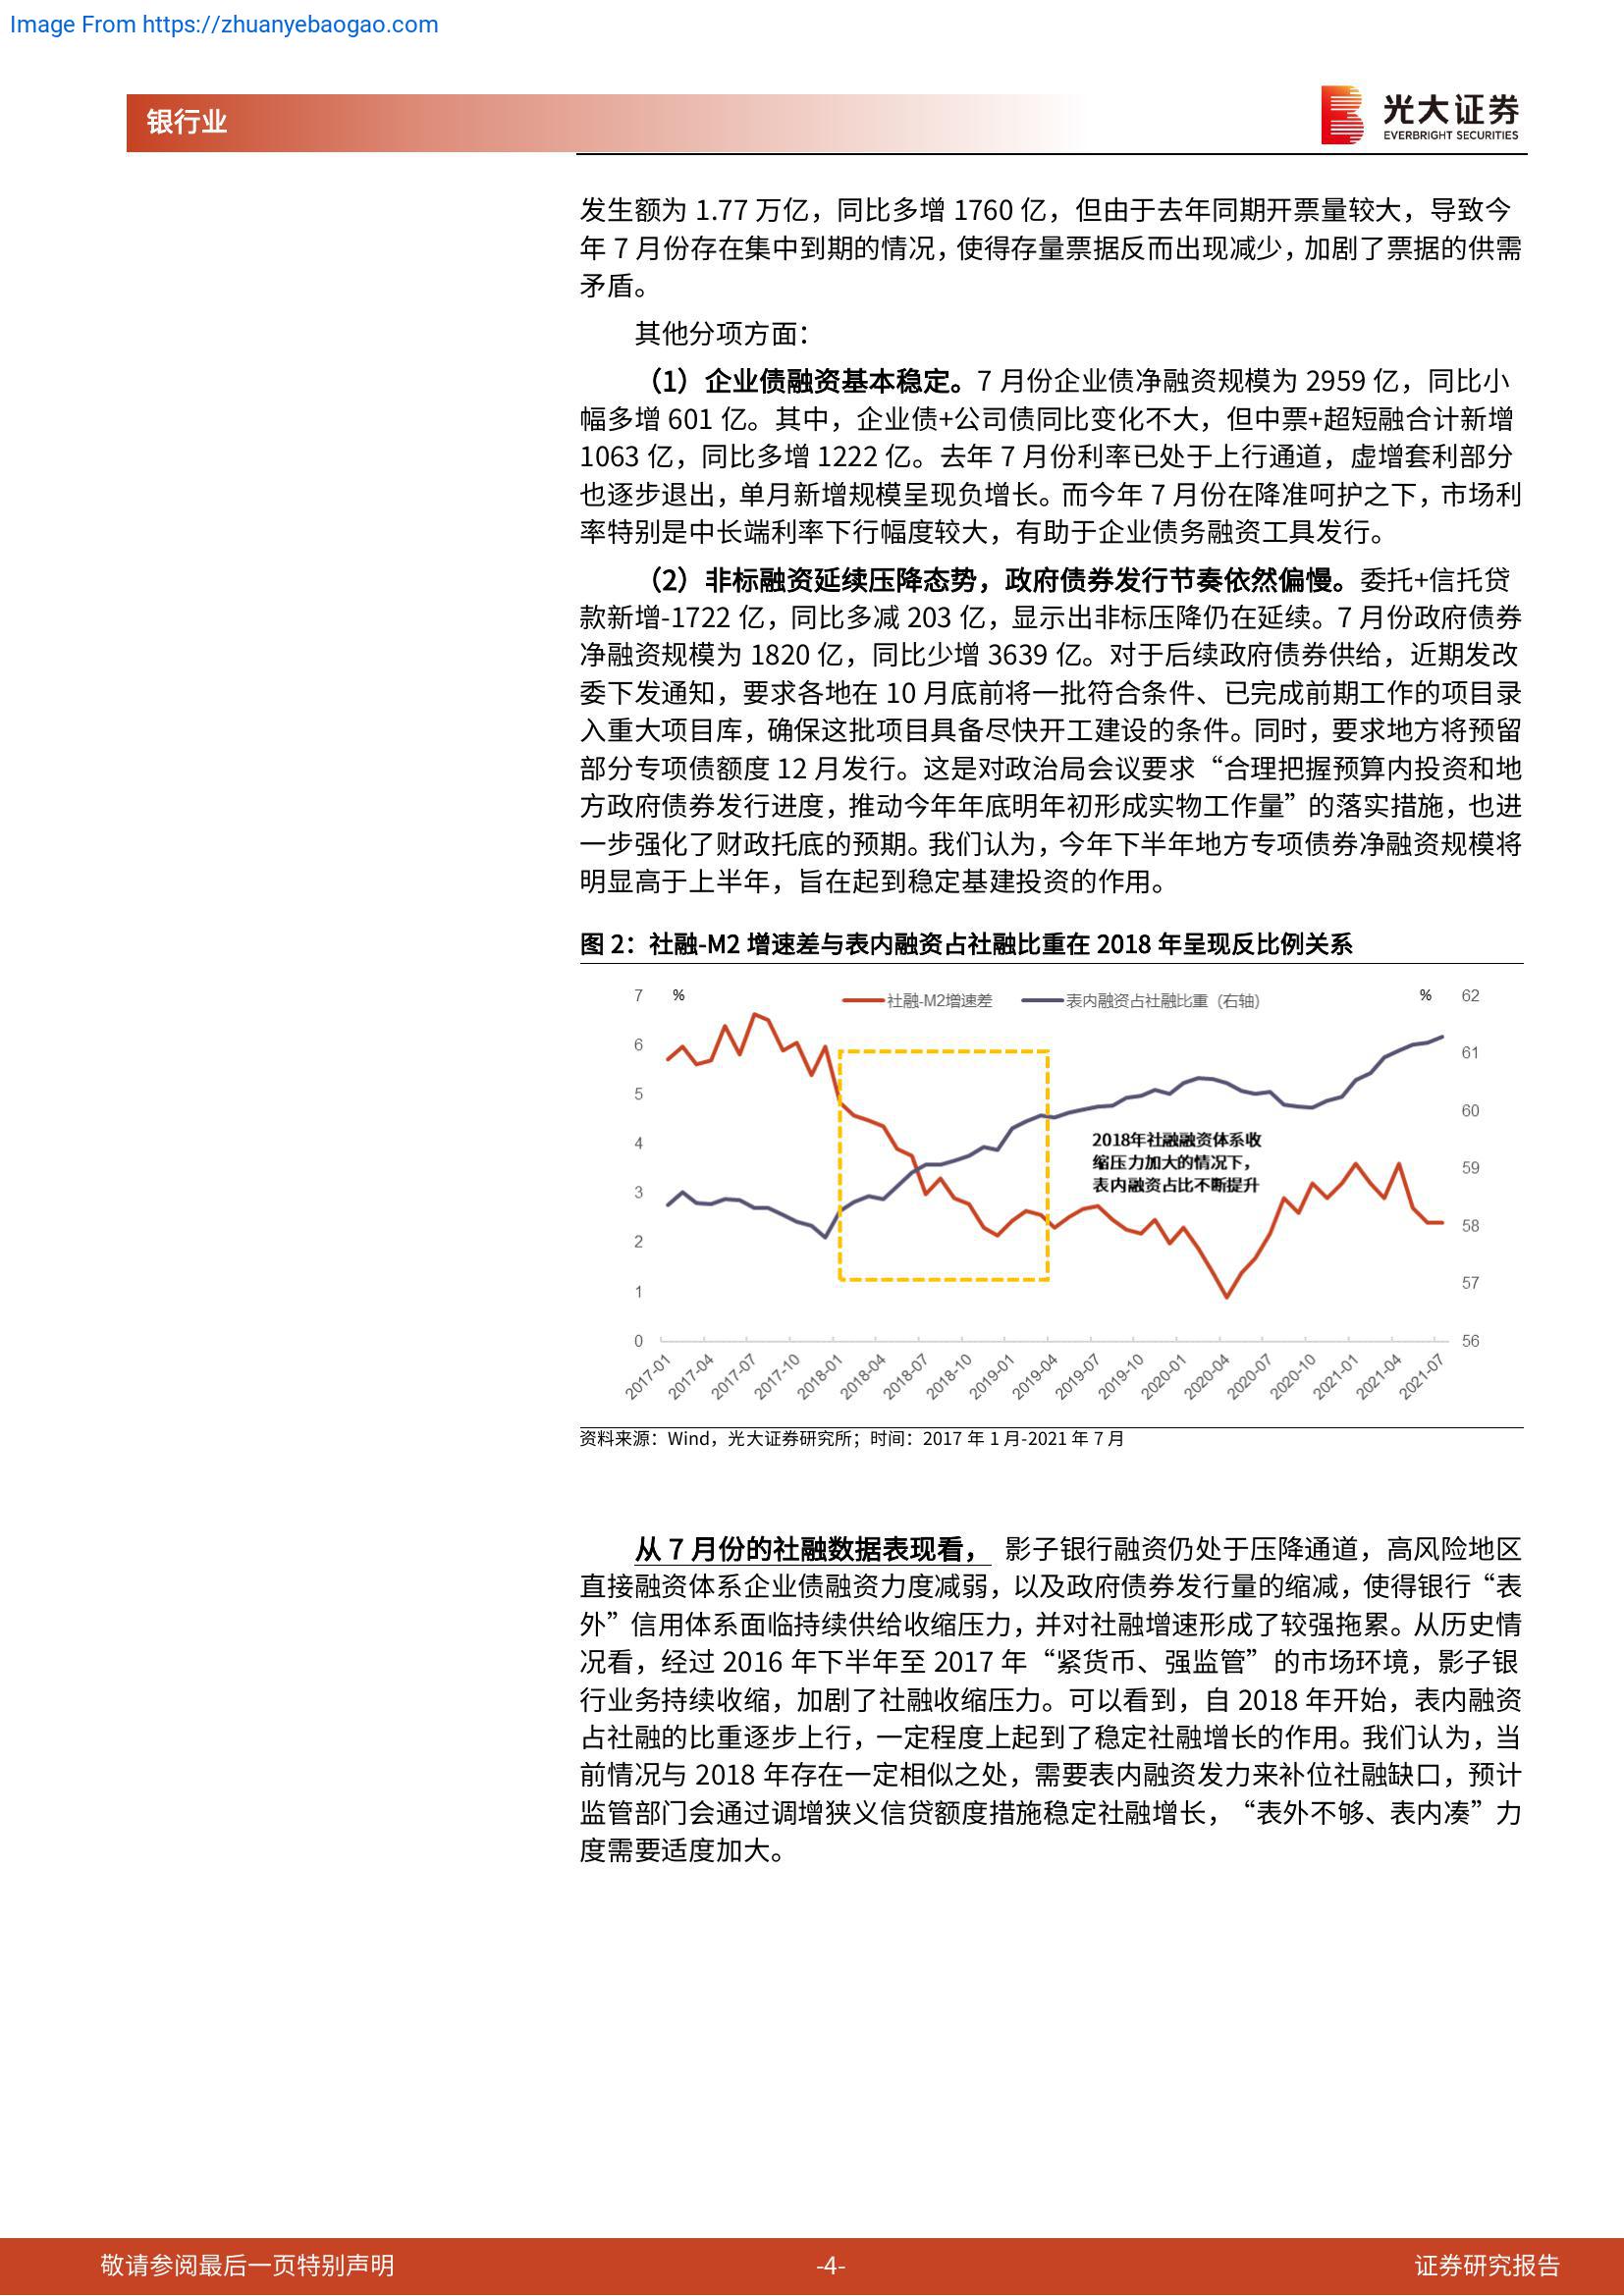 Image From https://zhuanyebaogao.com
银行业
光大证券
EVERBRIGHT SECURITIES
发生额为 1.77 万亿，同比多增 1760 亿，但由于去年同期开票量较大，导致今
年 7 月份存在集中到期的情况，使得存量票据反而出现减少，加剧了票据的供需
矛盾。
其他分项方面：
（1）企业债融资基本稳定。7 月份企业债净融资规模为 2959 亿，同比小
幅多增 601 亿。其中，企业债+公司债同比变化不大，但中票+超短融合计新增
1063 亿，同比多增 1222 亿。去年 7 月份利率已处于上行通道，虚增套利部分
也逐步退出，单月新增规模呈现负增长。而今年 7 月份在降准呵护之下，市场利
率特别是中长端利率下行幅度较大，有助于企业债务融资工具发行。
（2）非标融资延续压降态势，政府债券发行节奏依然偏慢。委托+信托贷
款新增-1722 亿，同比多减 203 亿，显示出非标压降仍在延续。7 月份政府债券
净融资规模为 1820 亿，同比少增 3639 亿。对于后续政府债券供给，近期发改
委下发通知，要求各地在 10 月底前将一批符合条件、已完成前期工作的项目录
入重大项目库，确保这批项目具备尽快开工建设的条件。同时，要求地方将预留
部分专项债额度 12 月发行。这是对政治局会议要求“合理把握预算内投资和地
方政府债券发行进度，推动今年年底明年初形成实物工作量”的落实措施，也进
一步强化了财政托底的预期。我们认为，今年下半年地方专项债券净融资规模将
明显高于上半年，旨在起到稳定基建投资的作用。
图 2：社融-M2 增速差与表内融资占社融比重在 2018 年呈现反比例关系
7 % 社融-M2增速差 表内融资占社融比重（右轴） % 62
6 61
5 60
4 59
3 58
2 57
1 56
0
2018年社融融资体系收
缩压力加大的情况下，
表内融资占比不断提升
2017-01 2017-04 2017-07 2017-10 2018-01 2018-04 2018-07 2018-10 2019-01 2019-04 2019-07 2019-10 2020-01 2020-04 2020-07 2020-10 2021-01 2021-04 2021-07
资料来源：Wind，光大证券研究所；时间：2017 年 1 月-2021 年 7 月
从 7 月份的社融数据表现看， 影子银行融资仍处于压降通道，高风险地区
直接融资体系企业债融资力度减弱，以及政府债券发行量的缩减，使得银行“表
外”信用体系面临持续供给收缩压力，并对社融增速形成了较强拖累。从历史情
况看，经过 2016 年下半年至 2017 年“紧货币、强监管”的市场环境，影子银
行业务持续收缩，加剧了社融收缩压力。可以看到，自 2018 年开始，表内融资
占社融的比重逐步上行，一定程度上起到了稳定社融增长的作用。我们认为，当
前情况与 2018 年存在一定相似之处，需要表内融资发力来补位社融缺口，预计
监管部门会通过调增狭义信贷额度措施稳定社融增长，“表外不够、表内凑”力
度需要适度加大。
敬请参阅最后一页特别声明 -4- 证券研究报告